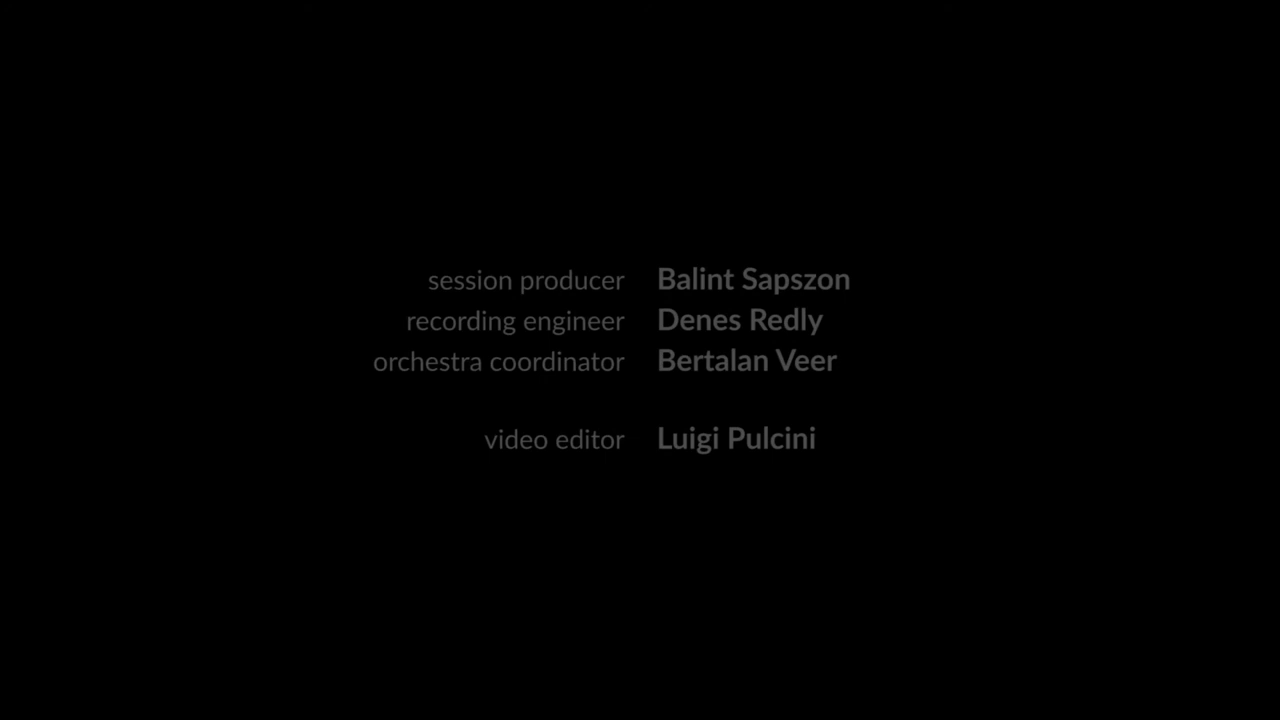 session producer Balint Sapszon
recording engineer Denes Redly
orchestra coordinator Bertalan Veer
video editor Luigi Pulcini